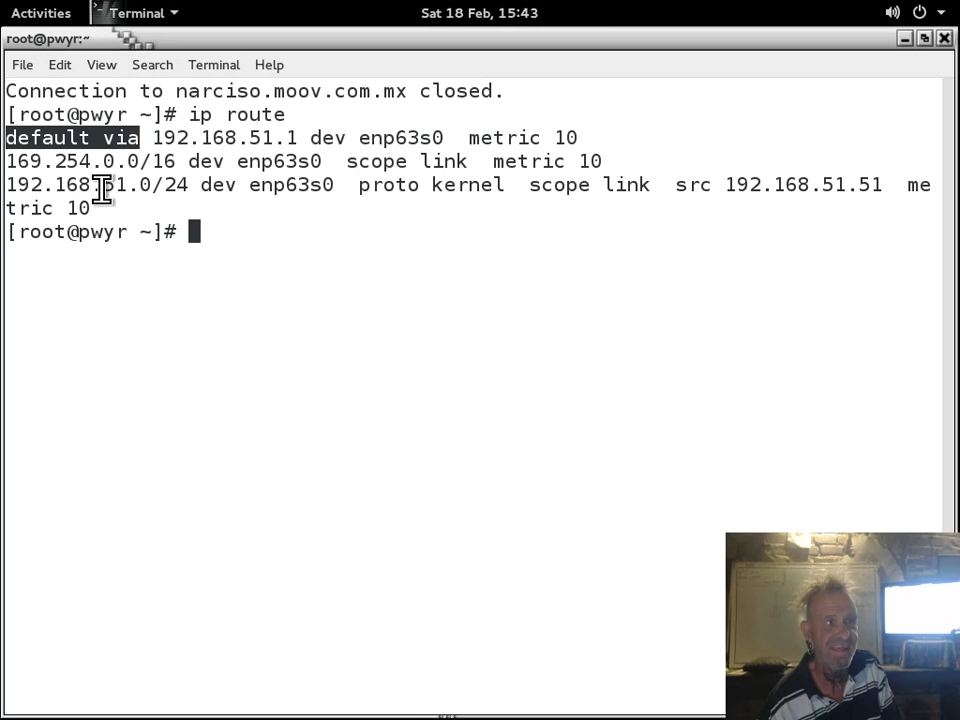 Activities Terminal Sat 18 Feb, 15:43
root@pwyr:~
File Edit View Search Terminal Help
Connection to narciso.moov.com.mx closed.
[root@pwyr ~]# ip route
default via 192.168.51.1 dev enp63s0  metric 10
169.254.0.0/16 dev enp63s0  scope link  metric 10
192.168.51.0/24 dev enp63s0  proto kernel  scope link  src 192.168.51.51  me
tric 10
[root@pwyr ~]#